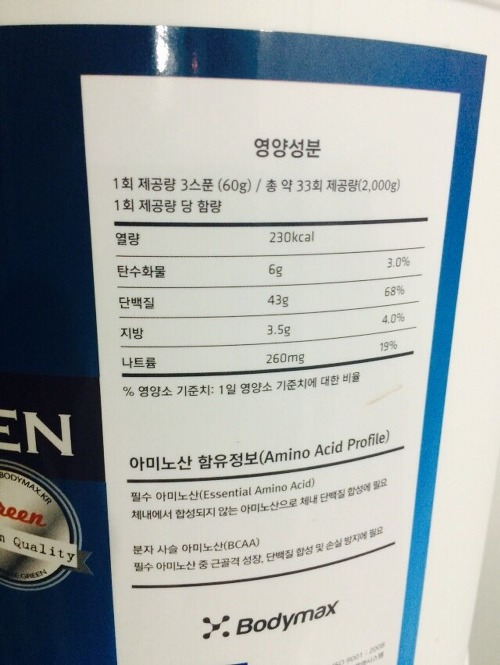 영양성분
1회 제공량 3스푼 (60g) / 총 약 33회 제공량(2,000g)
1회 제공량 당 함량
열량 230kcal
탄수화물 6g 3.0%
단백질 43g 68%
지방 3.5g 4.0%
나트륨 260mg 19%
% 영양소 기준치: 1일 영양소 기준치에 대한 비율
EN
BODYMAX.KR
reen
n Quality
GREEN
아미노산 함유정보(Amino Acid Profile)
필수 아미노산(Essential Amino Acid)
체내에서 합성되지 않는 아미노산으로 체내 단백질 합성에 필요
분자 사슬 아미노산(BCAA)
필수 아미노산 중 근골격 성장, 단백질 합성 및 손실 방지에 필요
Bodymax
ISO 9001 : 2008